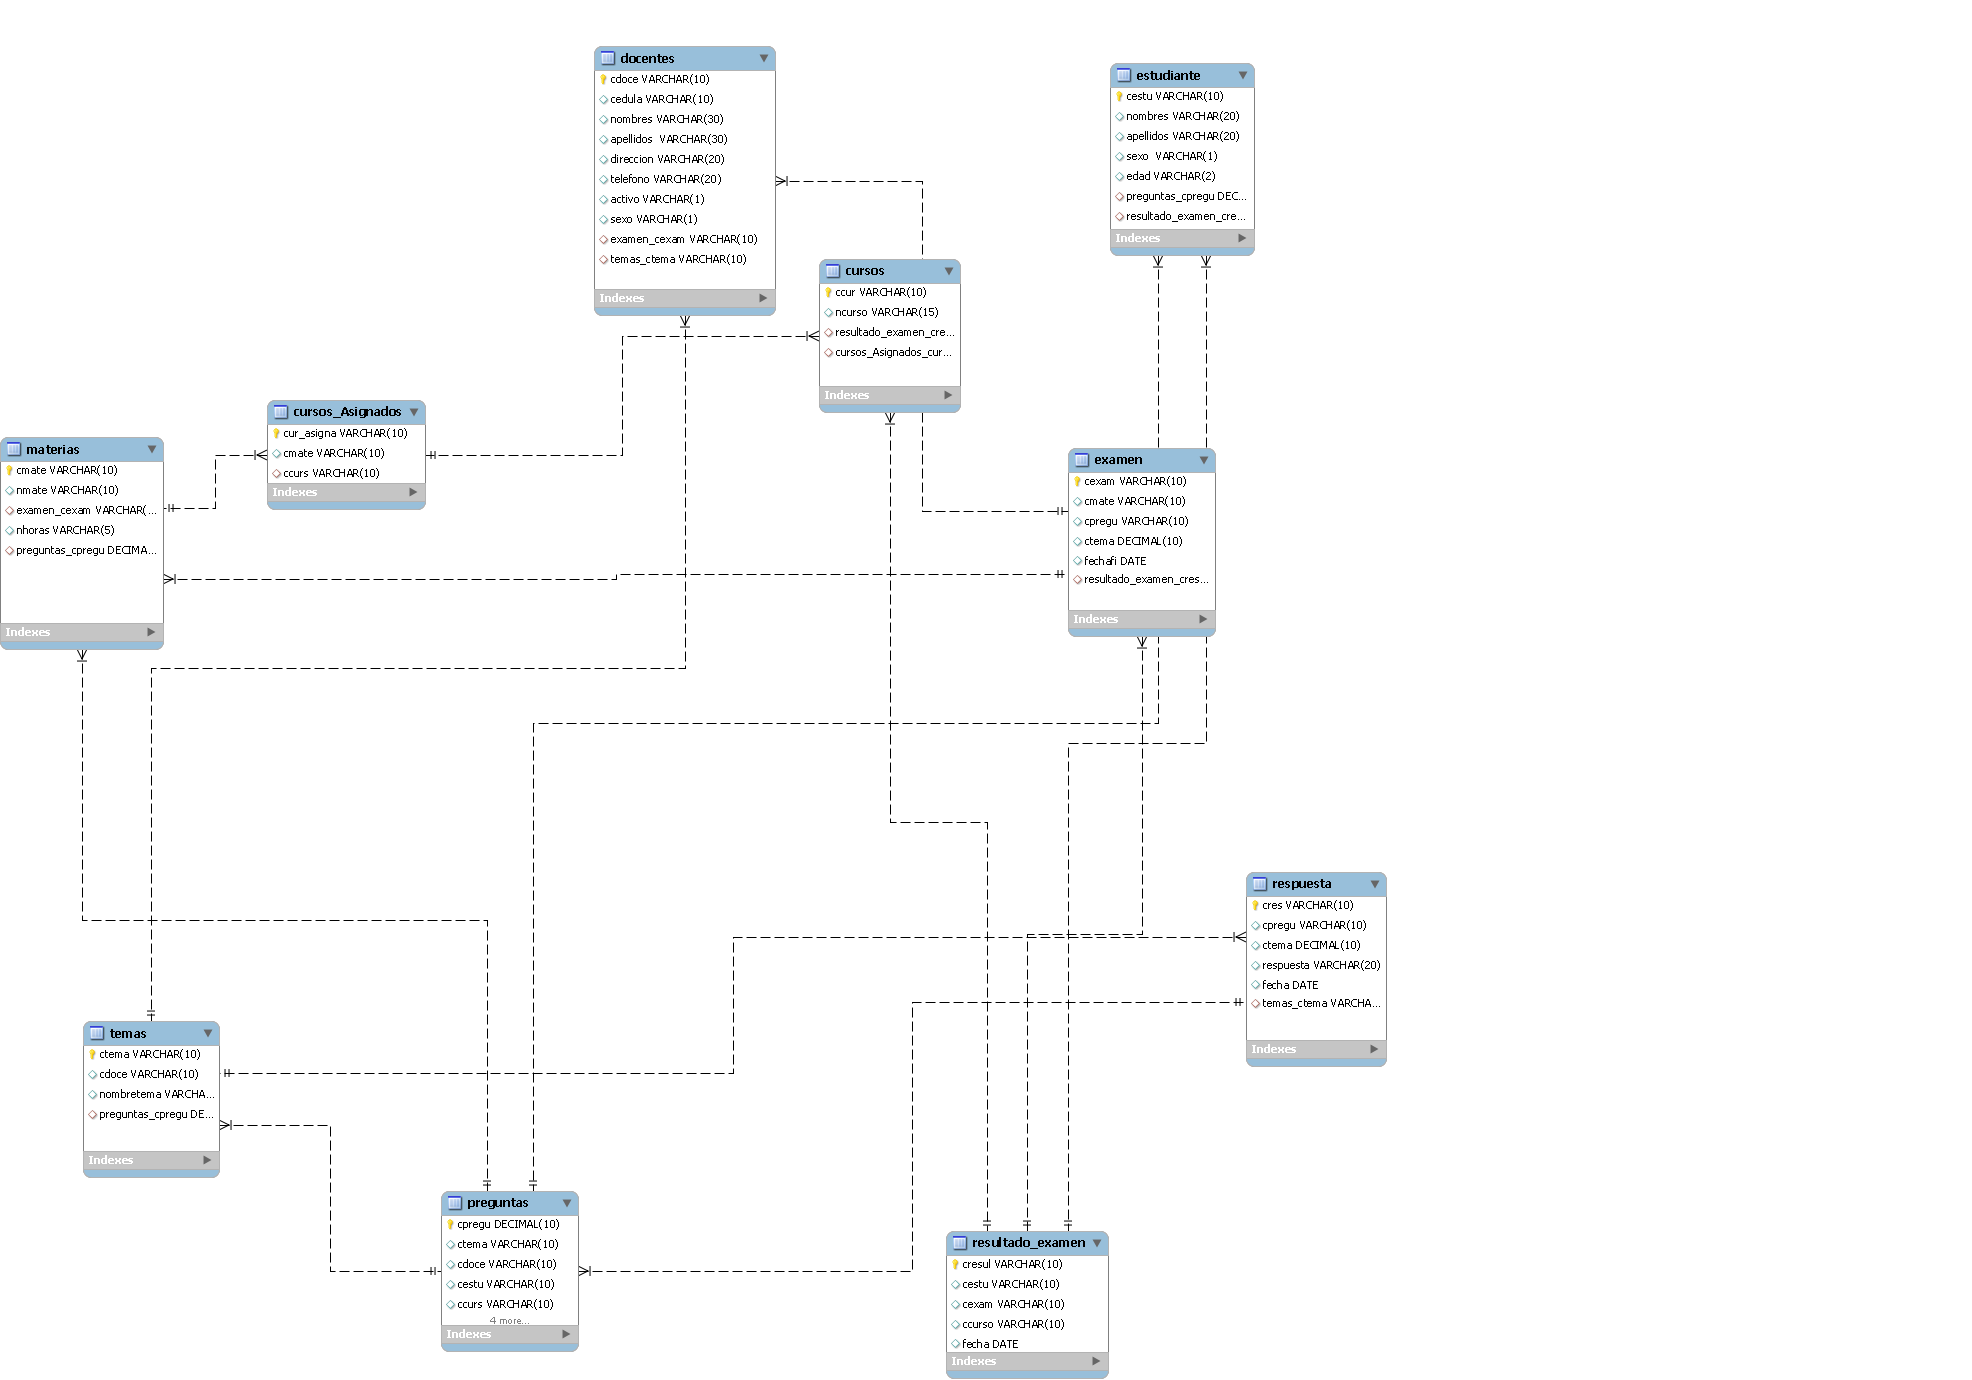 docentes
cdoce VARCHAR(10)
cedula VARCHAR(10)
nombres VARCHAR(30)
apellidos VARCHAR(30)
direccion VARCHAR(20)
telefono VARCHAR(20)
activo VARCHAR(1)
sexo VARCHAR(1)
examen_cexam VARCHAR(10)
temas_ctema VARCHAR(10)
Indexes
estudiante
cestu VARCHAR(10)
nombres VARCHAR(20)
apellidos VARCHAR(20)
sexo VARCHAR(1)
edad VARCHAR(2)
preguntas_cpregu DEC...
resultado_examen_cre...
Indexes
cursos
ccur VARCHAR(10)
ncurso VARCHAR(15)
resultado_examen_cre...
cursos_Asignados_cur...
Indexes
cursos_Asignados
cur_asigna VARCHAR(10)
cmate VARCHAR(10)
ccurs VARCHAR(10)
Indexes
materias
cmate VARCHAR(10)
nmate VARCHAR(10)
examen_cexam VARCHAR(...
nhoras VARCHAR(5)
preguntas_cpregu DECIMA...
Indexes
examen
cexam VARCHAR(10)
cmate VARCHAR(10)
cpregu VARCHAR(10)
ctema DECIMAL(10)
fechafi DATE
resultado_examen_cres...
Indexes
respuesta
cres VARCHAR(10)
cpregu VARCHAR(10)
ctema DECIMAL(10)
respuesta VARCHAR(20)
fecha DATE
temas_ctema VARCHA...
Indexes
temas
ctema VARCHAR(10)
cdoce VARCHAR(10)
nombretema VARCHA...
preguntas_cpregu DE...
Indexes
preguntas
cpregu DECIMAL(10)
ctema VARCHAR(10)
cdoce VARCHAR(10)
cestu VARCHAR(10)
ccurs VARCHAR(10)
4 more...
Indexes
resultado_examen
cresul VARCHAR(10)
cestu VARCHAR(10)
cexam VARCHAR(10)
ccurso VARCHAR(10)
fecha DATE
Indexes